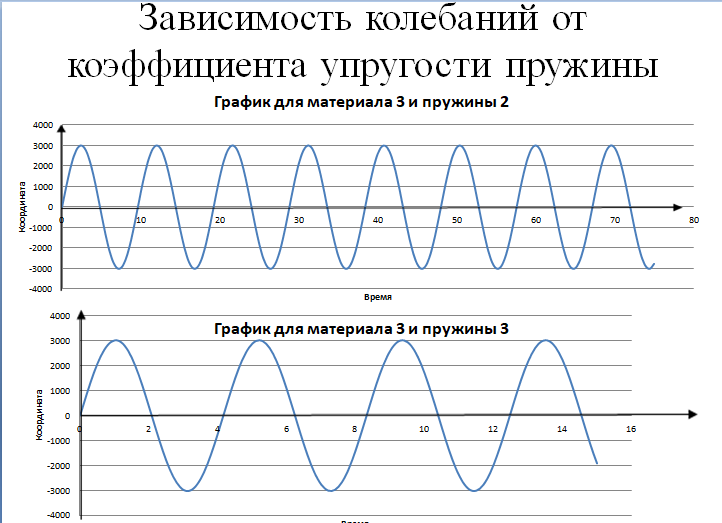 Зависимость колебаний от
коэффициента упругости пружины
График для материала 3 и пружины 2
4000
3000
2000
1000
0
-1000
-2000
-3000
-4000
Координата
0 10 20 30 40 50 60 70 80
Время
График для материала 3 и пружины 3
4000
3000
2000
1000
0
-1000
-2000
-3000
-4000
Координата
0 2 4 6 8 10 12 14 16
Время